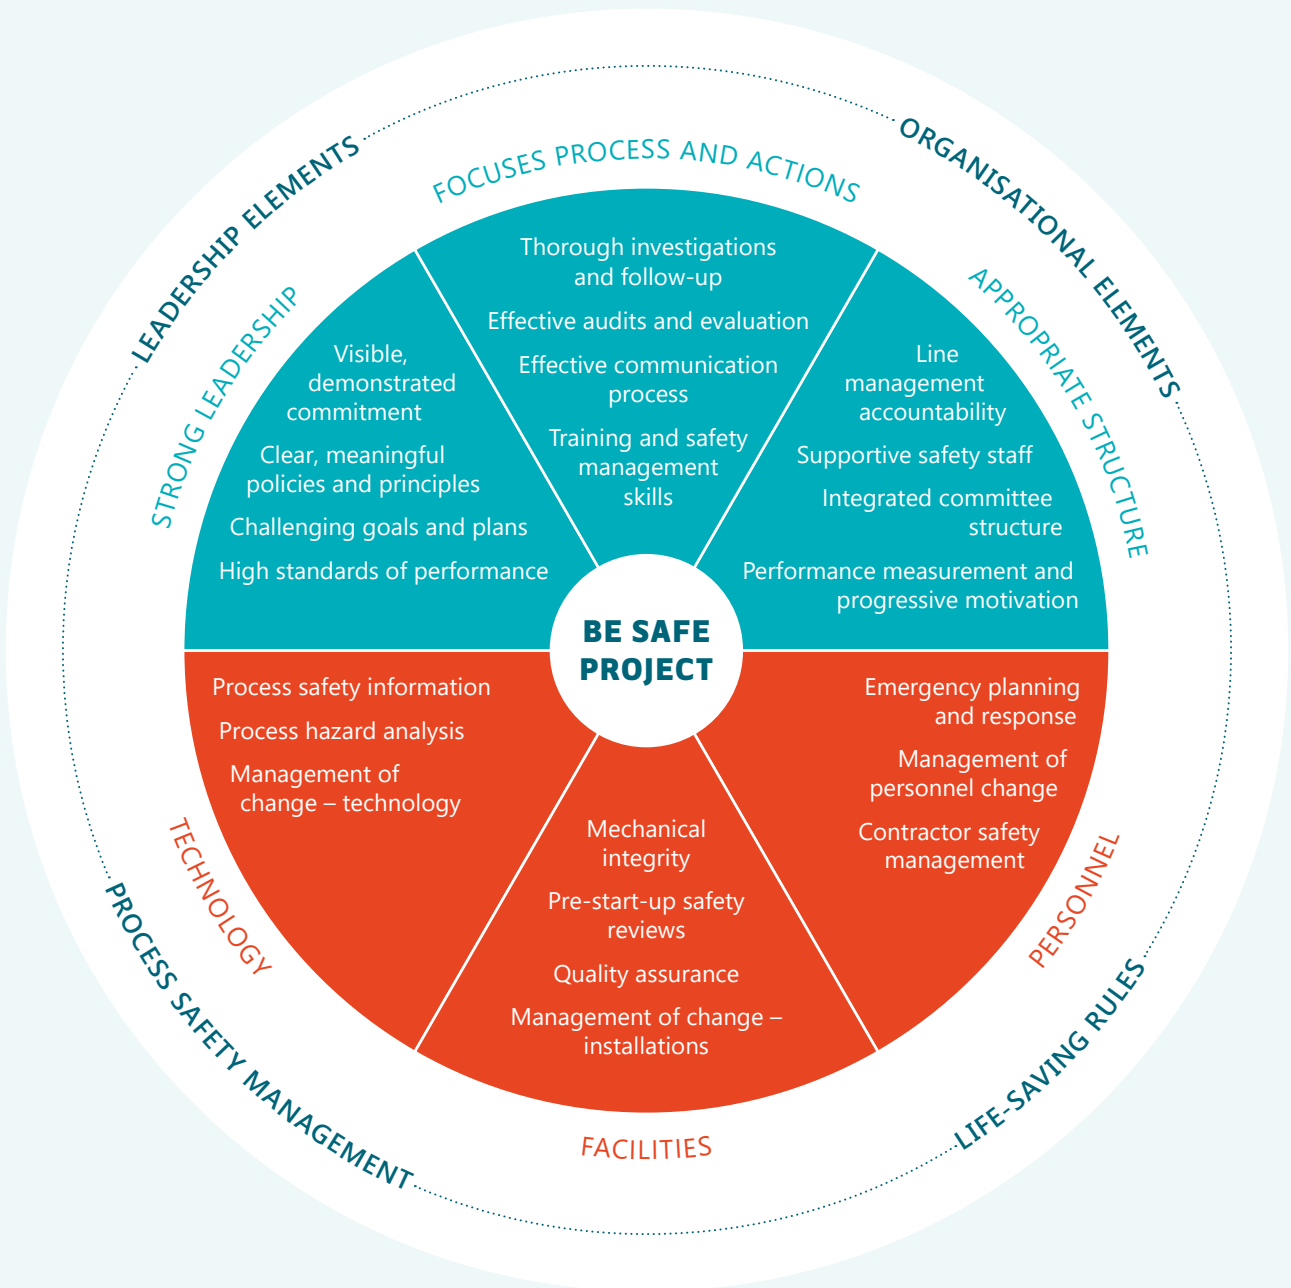 LEADERSHIP ELEMENTS
ORGANISATIONAL ELEMENTS
FOCUSES PROCESS AND ACTIONS
Thorough investigations
and follow-up
Effective audits and evaluation
Effective communication
process
Training and safety
management
skills
STRONG LEADERSHIP
Visible,
demonstrated
commitment
Clear, meaningful
policies and principles
Challenging goals and plans
High standards of performance
APPROPRIATE STRUCTURE
Line
management
accountability
Supportive safety staff
Integrated committee
structure
Performance measurement and
progressive motivation
BE SAFE
PROJECT
Process safety information
Process hazard analysis
Management of
change – technology
TECHNOLOGY
Mechanical
integrity
Pre-start-up safety
reviews
Quality assurance
Management of change –
installations
FACILITIES
Emergency planning
and response
Management of
personnel change
Contractor safety
management
PERSONNEL
PROCESS SAFETY MANAGEMENT
LIFE-SAVING RULES